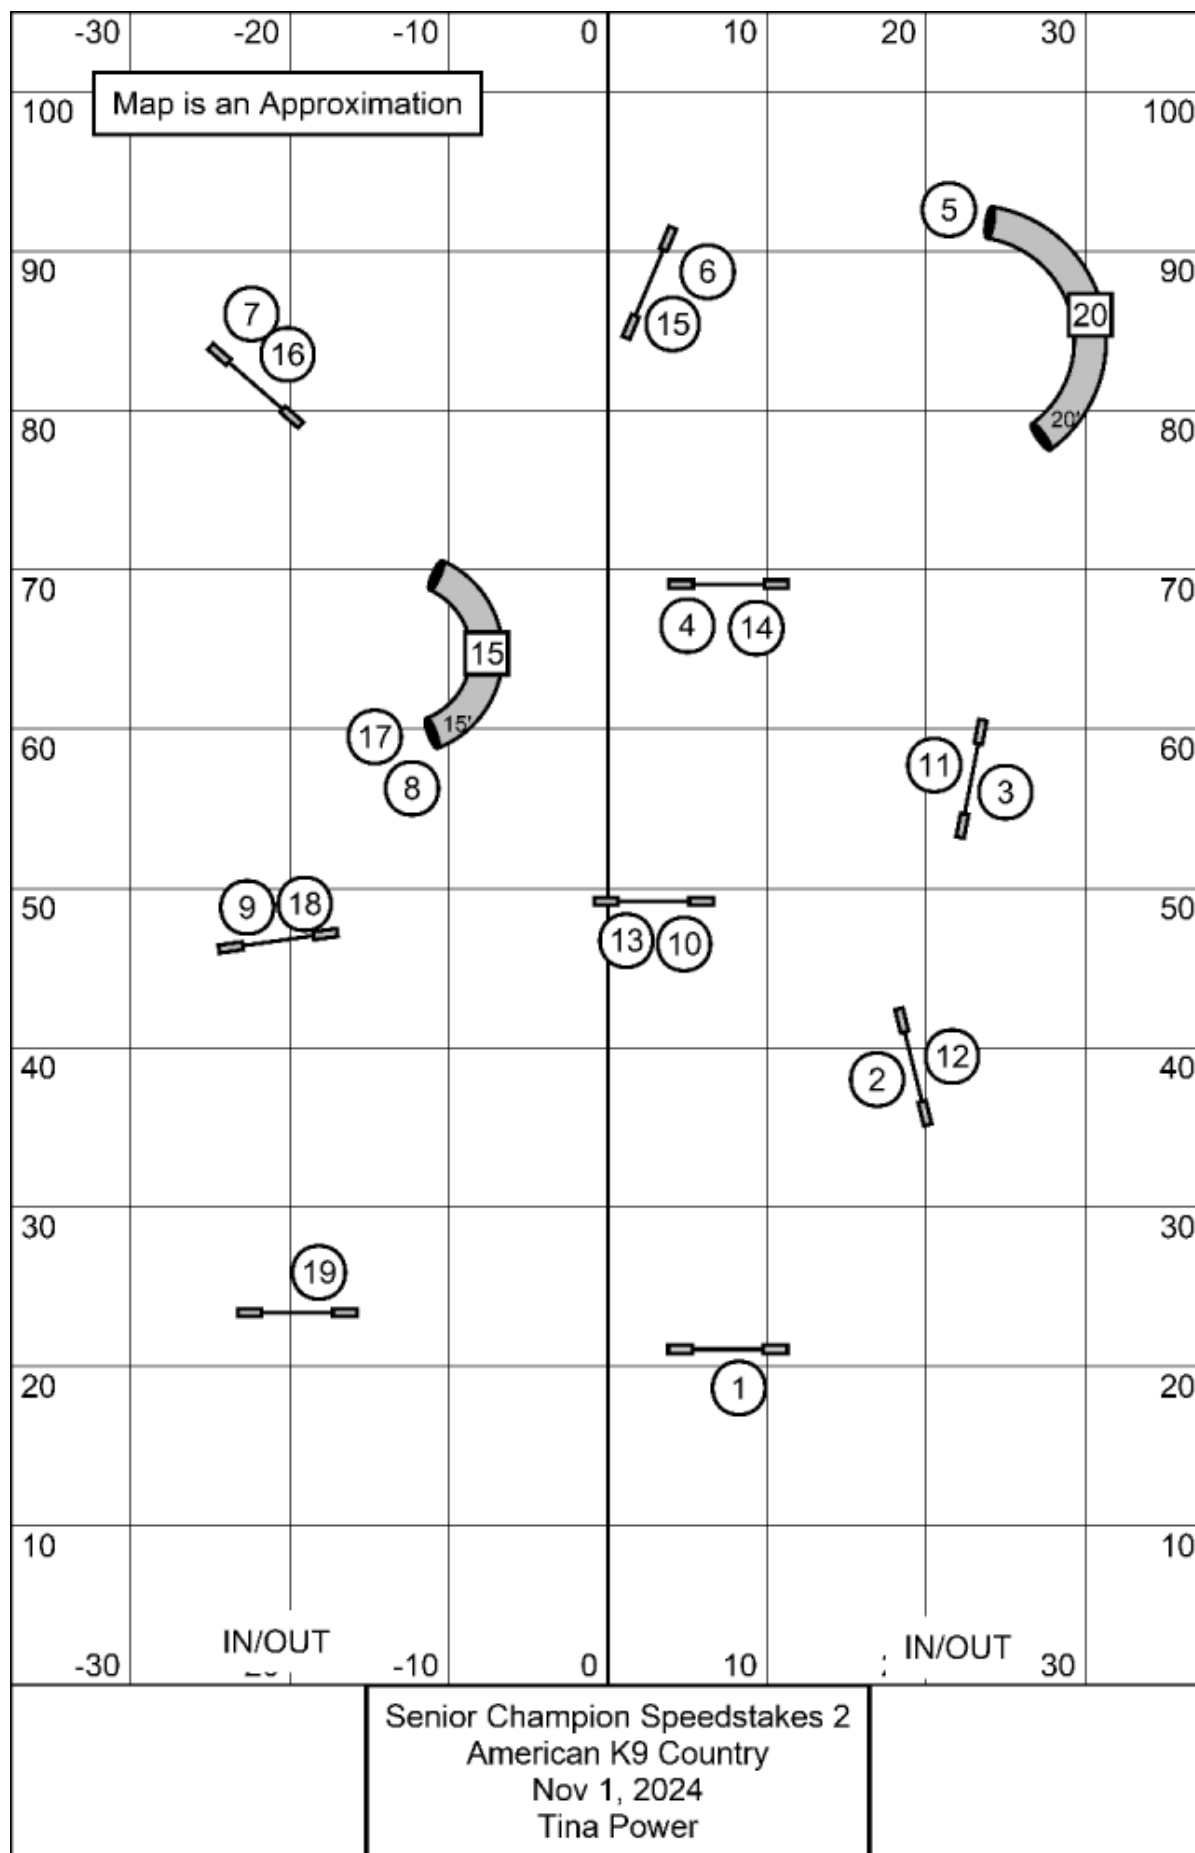 -30 -20 -10 0 10 20 30
Map is an Approximation
100 100
5
90 6 90
7 15 20
16
80 20' 80
70 70
4 14
15
15'
17 60 11 60
8 3
9 18 50 50
13 10
40 12 40
2
30 30
19
20 1 20
10 10
IN/OUT IN/OUT
-30 -10 0 10 30
Senior Champion Speedstakes 2
American K9 Country
Nov 1, 2024
Tina Power